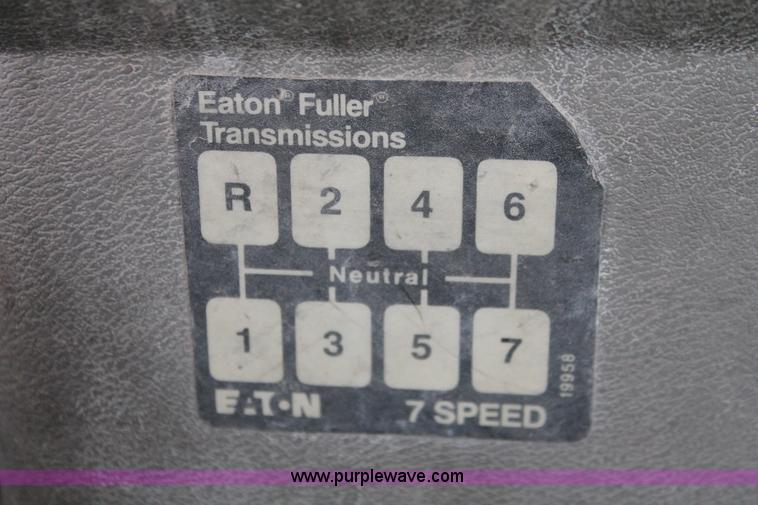 Eaton® Fuller®
Transmissions
R 2 4 6
Neutral
1 3 5 7
EATON 7 SPEED
19958
www.purplewave.com